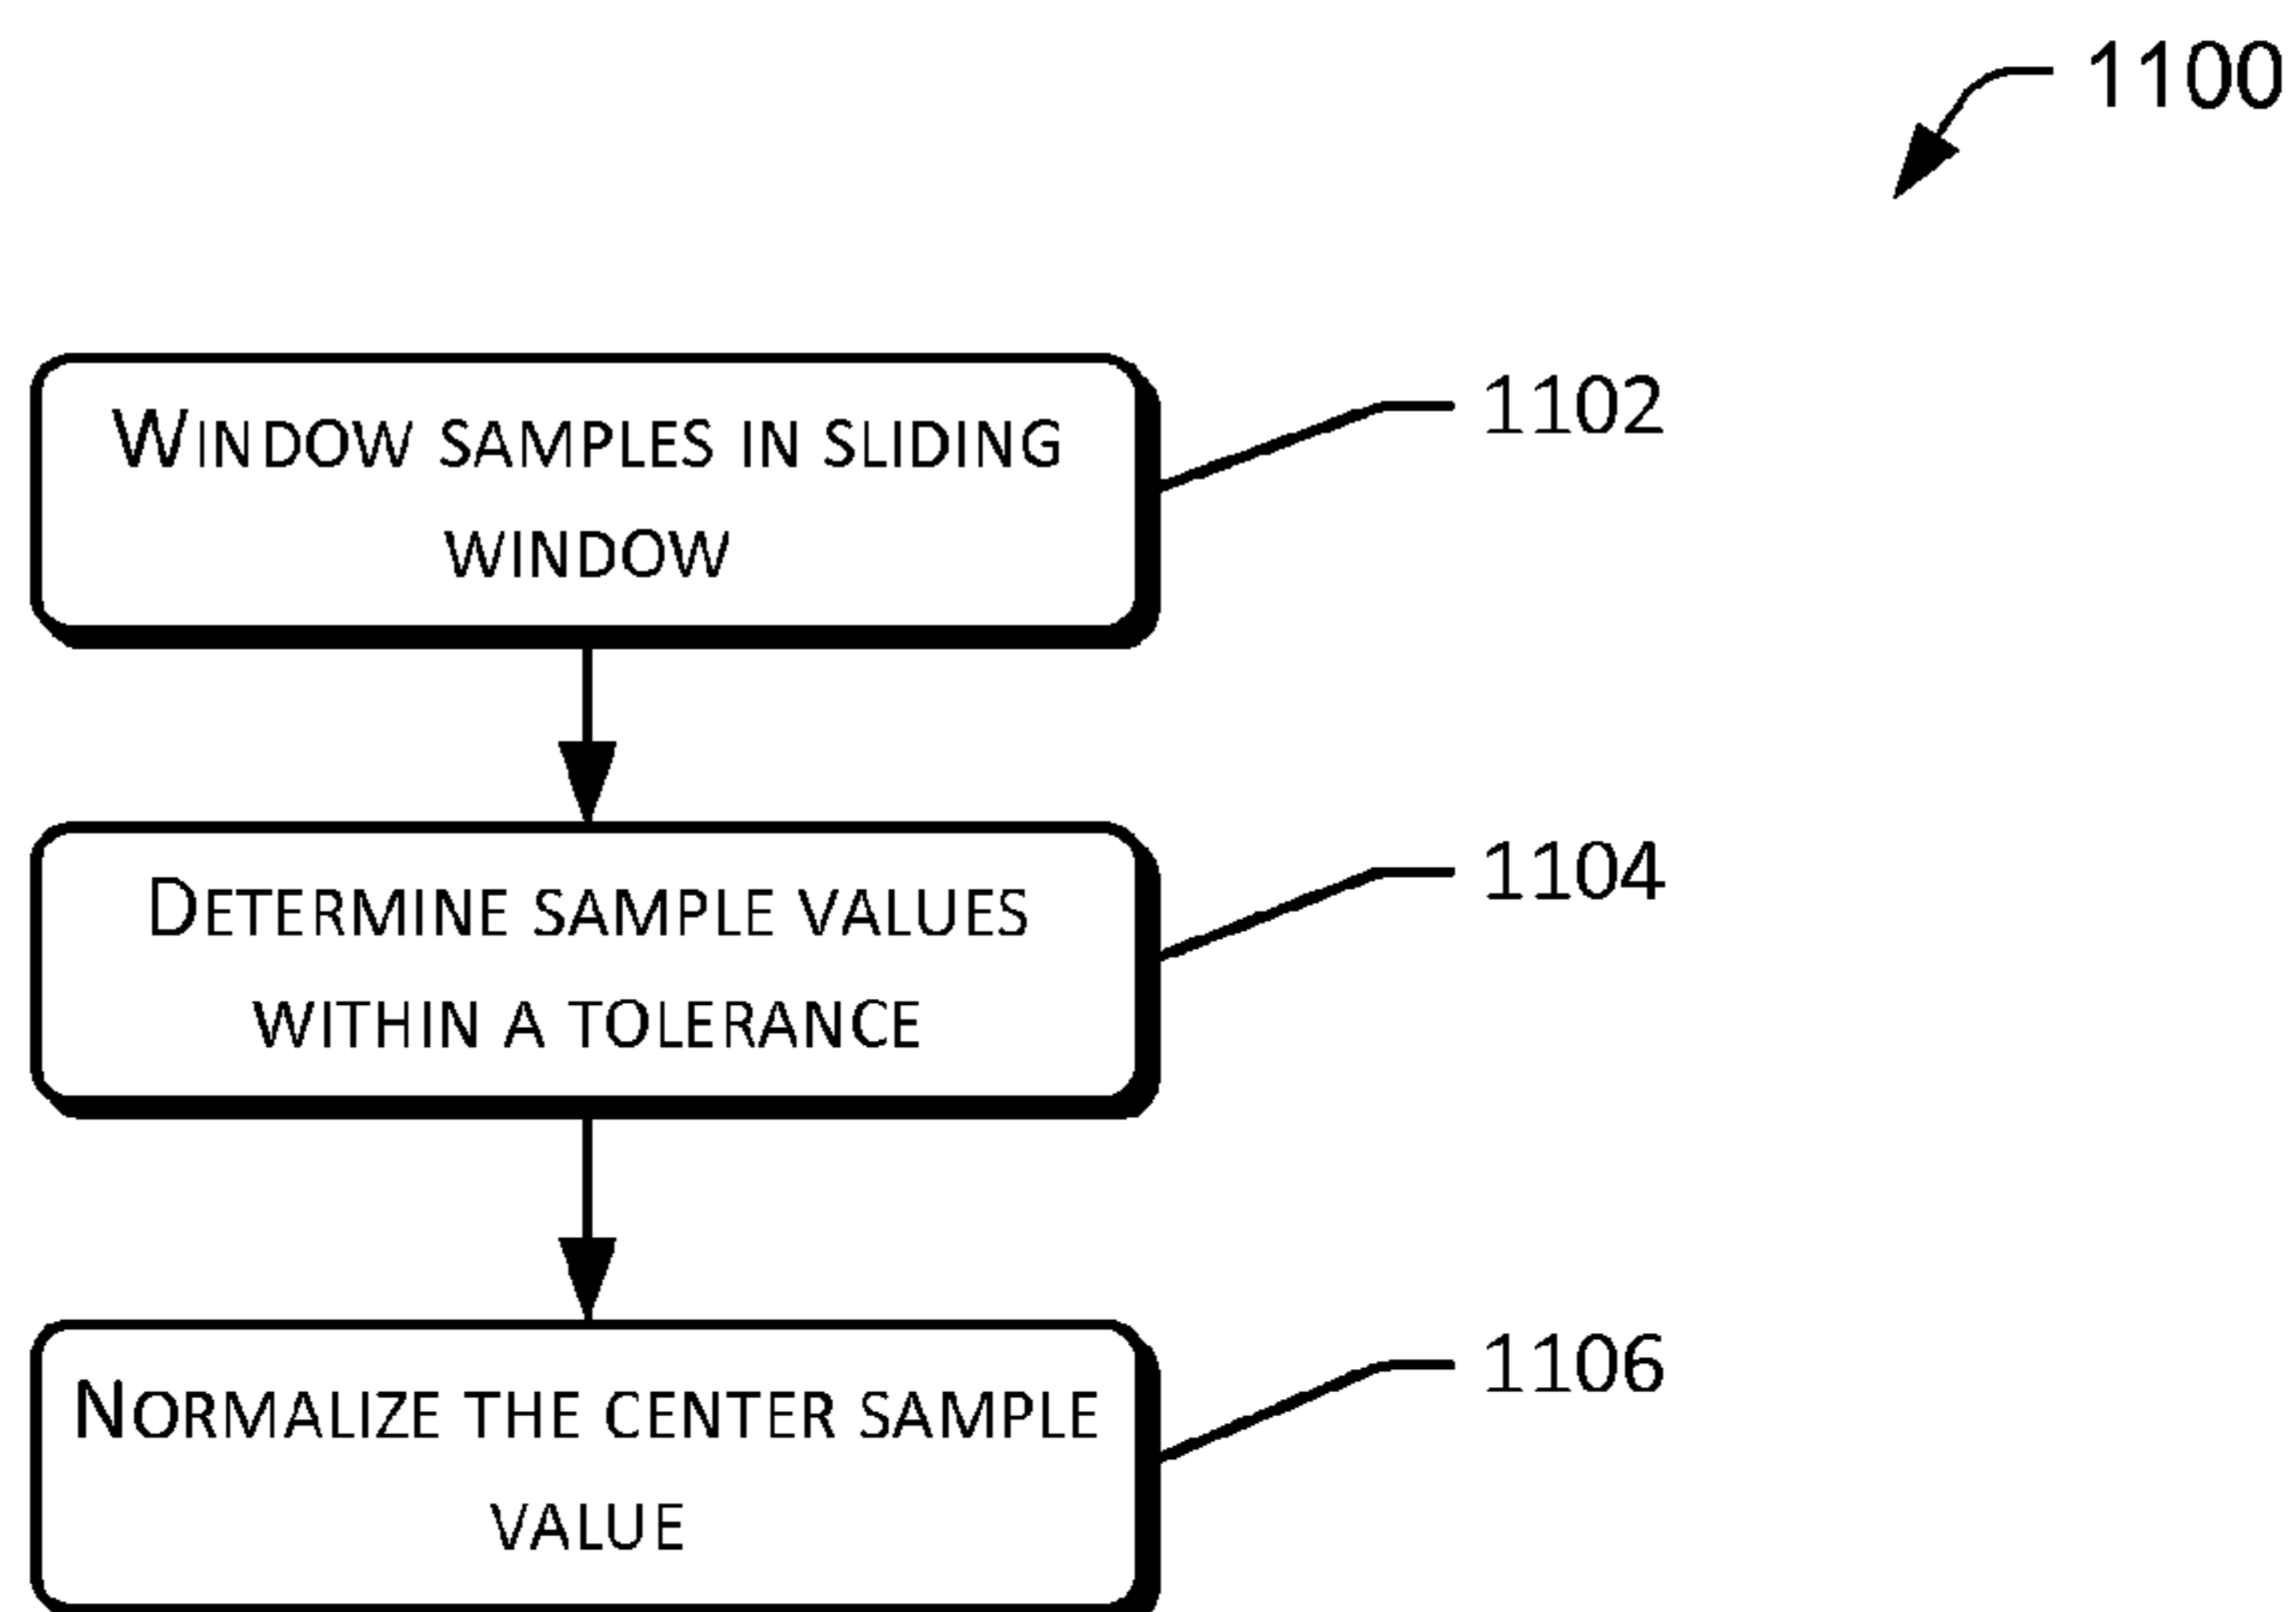 1100
WINDOW SAMPLES IN SLIDING
WINDOW
1102
DETERMINE SAMPLE VALUES
WITHIN A TOLERANCE
1104
NORMALIZE THE CENTER SAMPLE
VALUE
1106